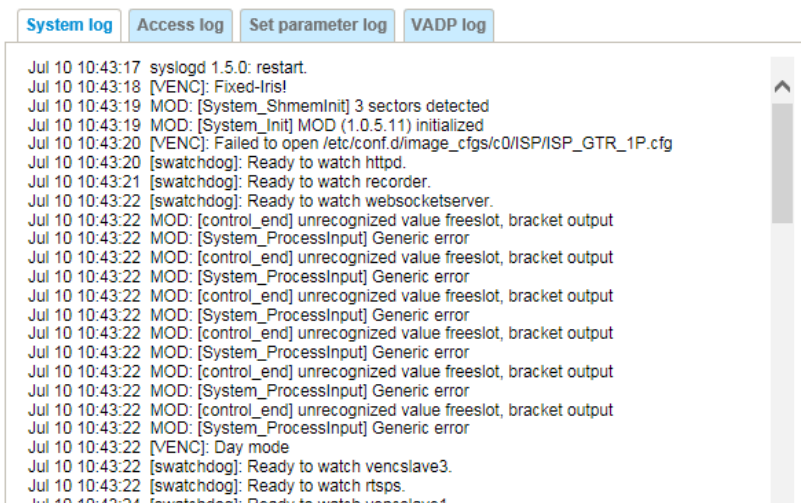 System log
Access log
Set parameter log
VADP log
Jul 10 10:43:17 syslogd 1.5.0: restart.
Jul 10 10:43:18 [VENC]: Fixed-Iris!
Jul 10 10:43:19 MOD: [System_ShmemInit] 3 sectors detected
Jul 10 10:43:19 MOD: [System_Init] MOD (1.0.5.11) initialized
Jul 10 10:43:20 [VENC]: Failed to open /etc/conf.d/image_cfgs/c0/ISP/ISP_GTR_1P.cfg
Jul 10 10:43:20 [swatchdog]: Ready to watch httpd.
Jul 10 10:43:21 [swatchdog]: Ready to watch recorder.
Jul 10 10:43:22 [swatchdog]: Ready to watch websocketserver.
Jul 10 10:43:22 MOD: [control_end] unrecognized value freeslot, bracket output
Jul 10 10:43:22 MOD: [System_ProcessInput] Generic error
Jul 10 10:43:22 MOD: [control_end] unrecognized value freeslot, bracket output
Jul 10 10:43:22 MOD: [System_ProcessInput] Generic error
Jul 10 10:43:22 MOD: [control_end] unrecognized value freeslot, bracket output
Jul 10 10:43:22 MOD: [System_ProcessInput] Generic error
Jul 10 10:43:22 MOD: [control_end] unrecognized value freeslot, bracket output
Jul 10 10:43:22 MOD: [System_ProcessInput] Generic error
Jul 10 10:43:22 MOD: [control_end] unrecognized value freeslot, bracket output
Jul 10 10:43:22 MOD: [System_ProcessInput] Generic error
Jul 10 10:43:22 MOD: [control_end] unrecognized value freeslot, bracket output
Jul 10 10:43:22 MOD: [System_ProcessInput] Generic error
Jul 10 10:43:22 [VENC]: Day mode
Jul 10 10:43:22 [swatchdog]: Ready to watch vencslave3.
Jul 10 10:43:22 [swatchdog]: Ready to watch rtsps.
Jul 10 10:43:24 [swatchdog]: Ready to watch